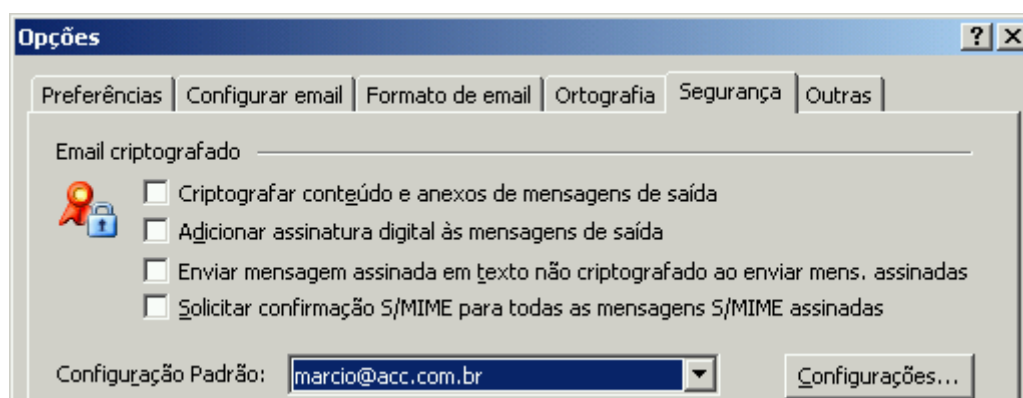 Opções
Preferências Configurar email Formato de email Ortografia Segurança Outras
Email criptografado
Criptografar conteúdo e anexos de mensagens de saída
Adicionar assinatura digital às mensagens de saída
Enviar mensagem assinada em texto não criptografado ao enviar mens. assinadas
Solicitar confirmação S/MIME para todas as mensagens S/MIME assinadas
Configuração Padrão: marcio@acc.com.br Configurações...